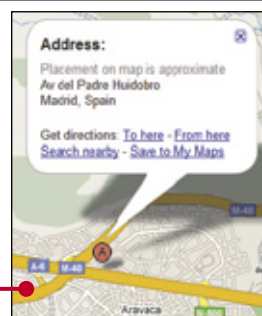 Address:
Placement on map is approximate
Av del Padre Huidobro
Madrid, Spain
Get directions: To here - From here
Search nearby - Save to My Maps
M-40
A
A-6
M-40
Aravaca